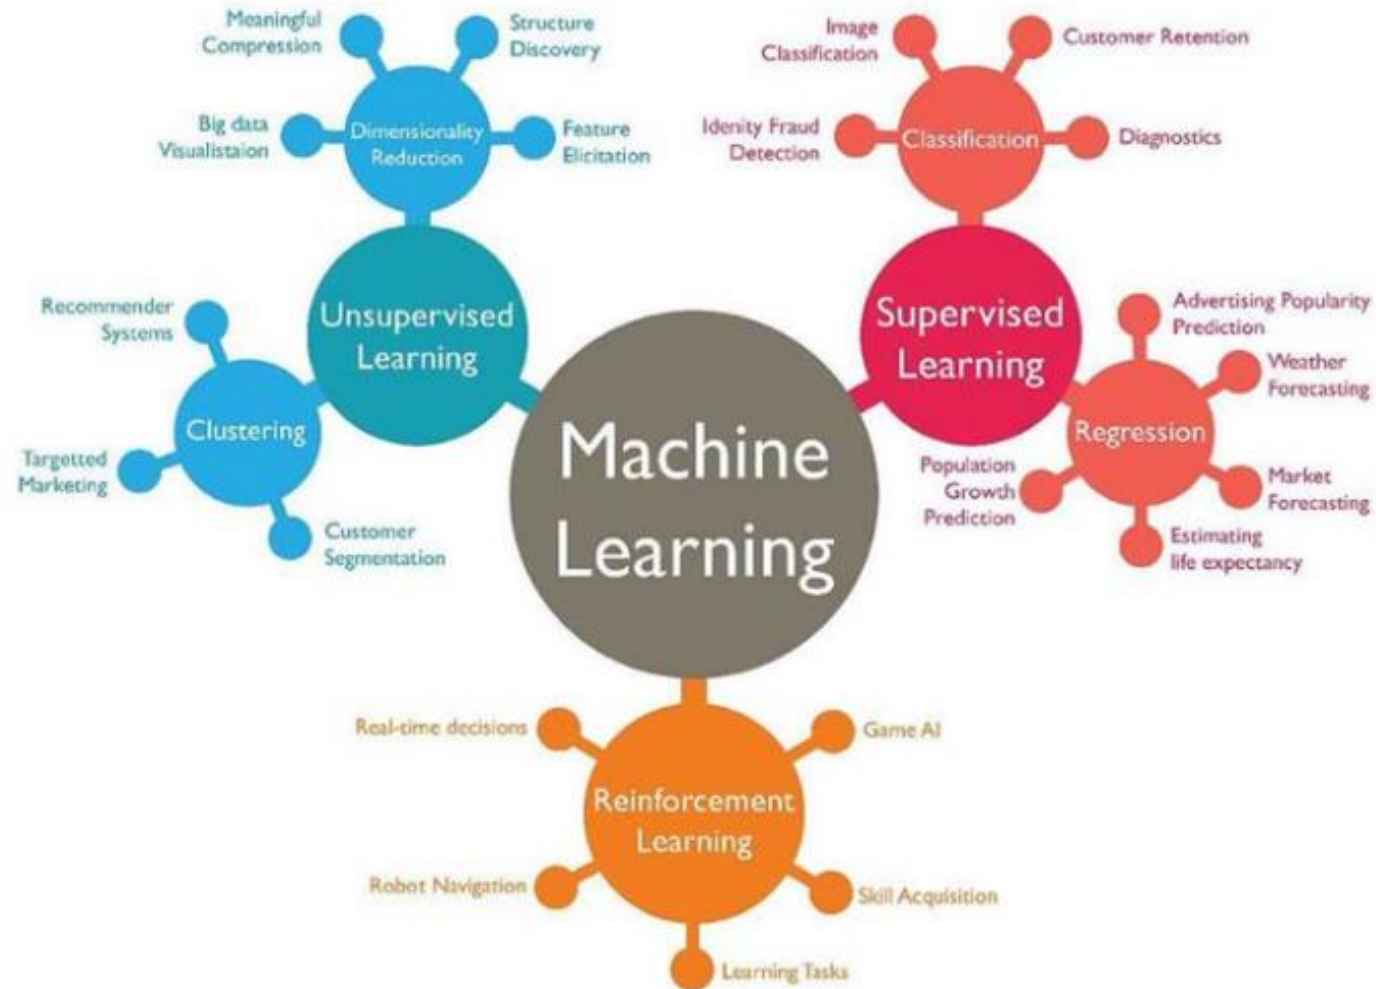 Meaningful
Compression
Structure
Discovery
Big data
Visualistaion
Dimensionality
Reduction
Feature
Elicitation
Image
Classification
Customer Retention
Idenity Fraud
Detection
Classification
Diagnostics
Unsupervised
Learning
Supervised
Learning
Recommender
Systems
Clustering
Targetted
Marketing
Customer
Segmentation
Advertising Popularity
Prediction
Weather
Forecasting
Regression
Population
Growth
Prediction
Market
Forecasting
Estimating
life expectancy
Machine
Learning
Real-time decisions
Game AI
Reinforcement
Learning
Robot Navigation
Skill Acquisition
Learning Tasks